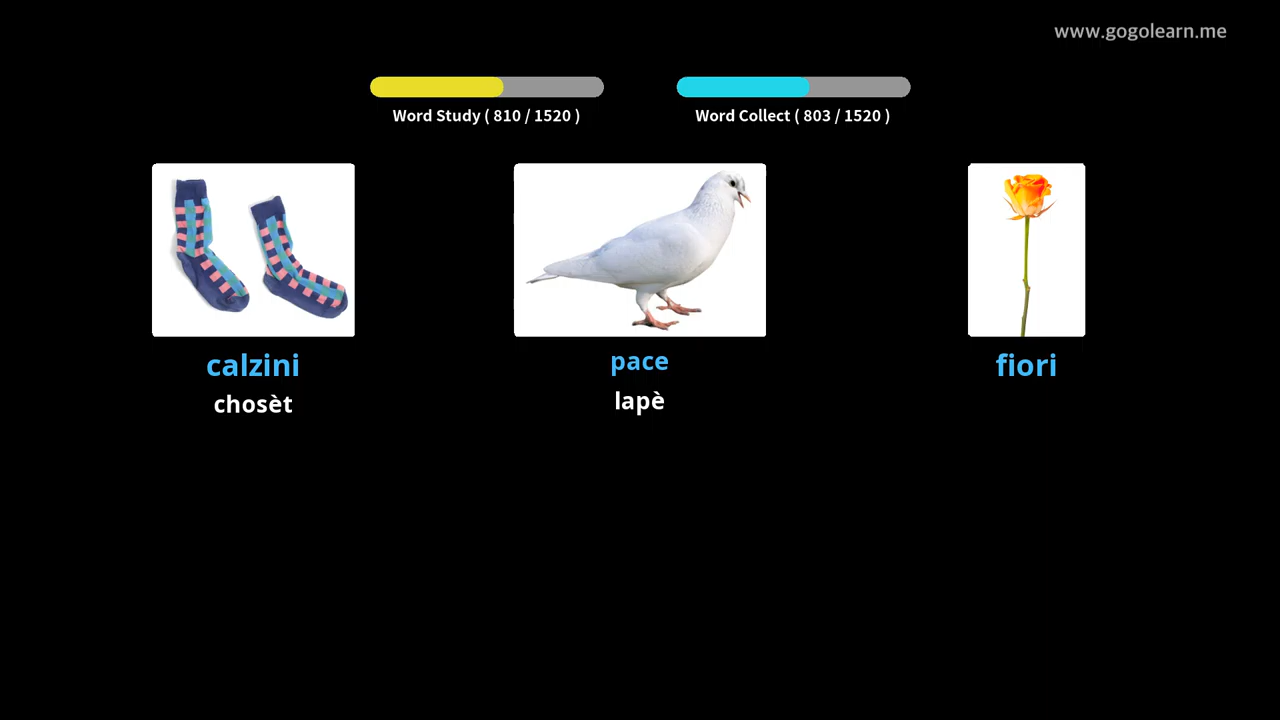 www.gogolearn.me
Word Study ( 810 / 1520 )
Word Collect ( 803 / 1520 )
calzini
pace
fiori
chosèt
lapè